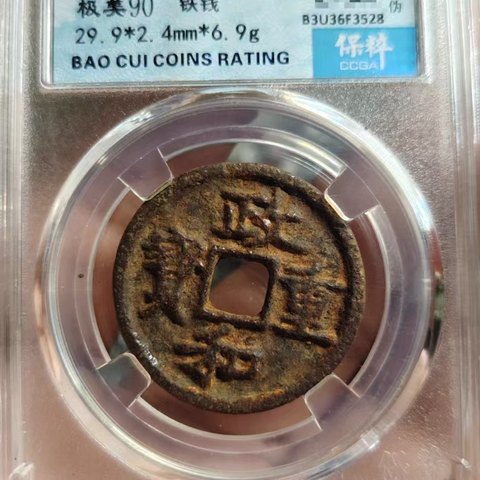 极美90 铁钱
伪
B3U36F3528
29.9*2.4mm*6.9g
BAO CUI COINS RATING
保粹
CCGA
政和重寶